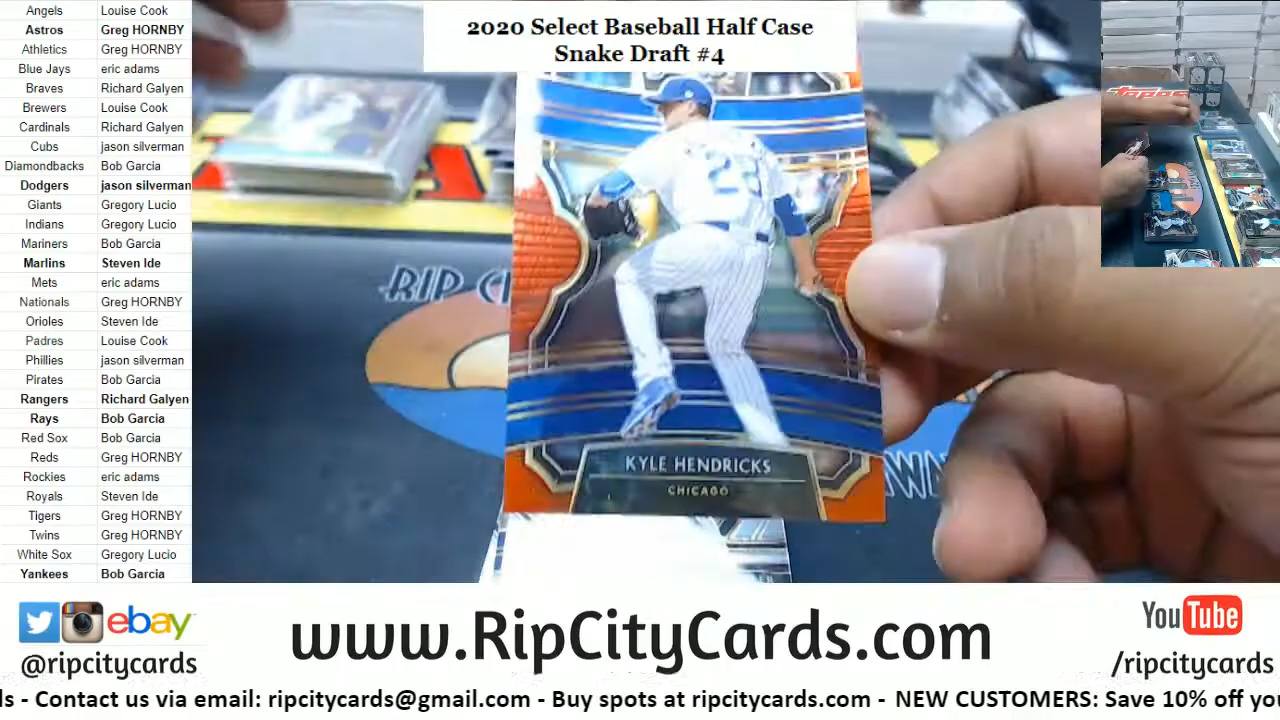 2020 Select Baseball Half Case
Snake Draft #4
Angels Louise Cook
Astros Greg HORNBY
Athletics Greg HORNBY
Blue Jays eric adams
Braves Richard Galyen
Brewers Louise Cook
Cardinals Richard Galyen
Cubs jason silverman
Diamondbacks Bob Garcia
Dodgers jason silverman
Giants Gregory Lucio
Indians Gregory Lucio
Mariners Bob Garcia
Marlins Steven Ide
Mets eric adams
Nationals Greg HORNBY
Orioles Steven Ide
Padres Louise Cook
Phillies jason silverman
Pirates Bob Garcia
Rangers Richard Galyen
Rays Bob Garcia
Red Sox Bob Garcia
Reds Greg HORNBY
Rockies eric adams
Royals Steven Ide
Tigers Greg HORNBY
Twins Greg HORNBY
White Sox Gregory Lucio
Yankees Bob Garcia
topps
RIP CI
KYLE HENDRICKS
CHICAGO
ebay
@ripcitycards
www.RipCityCards.com
YouTube
/ripcitycards
ds - Contact us via email: ripcitycards@gmail.com - Buy spots at ripcitycards.com - NEW CUSTOMERS: Save 10% off you